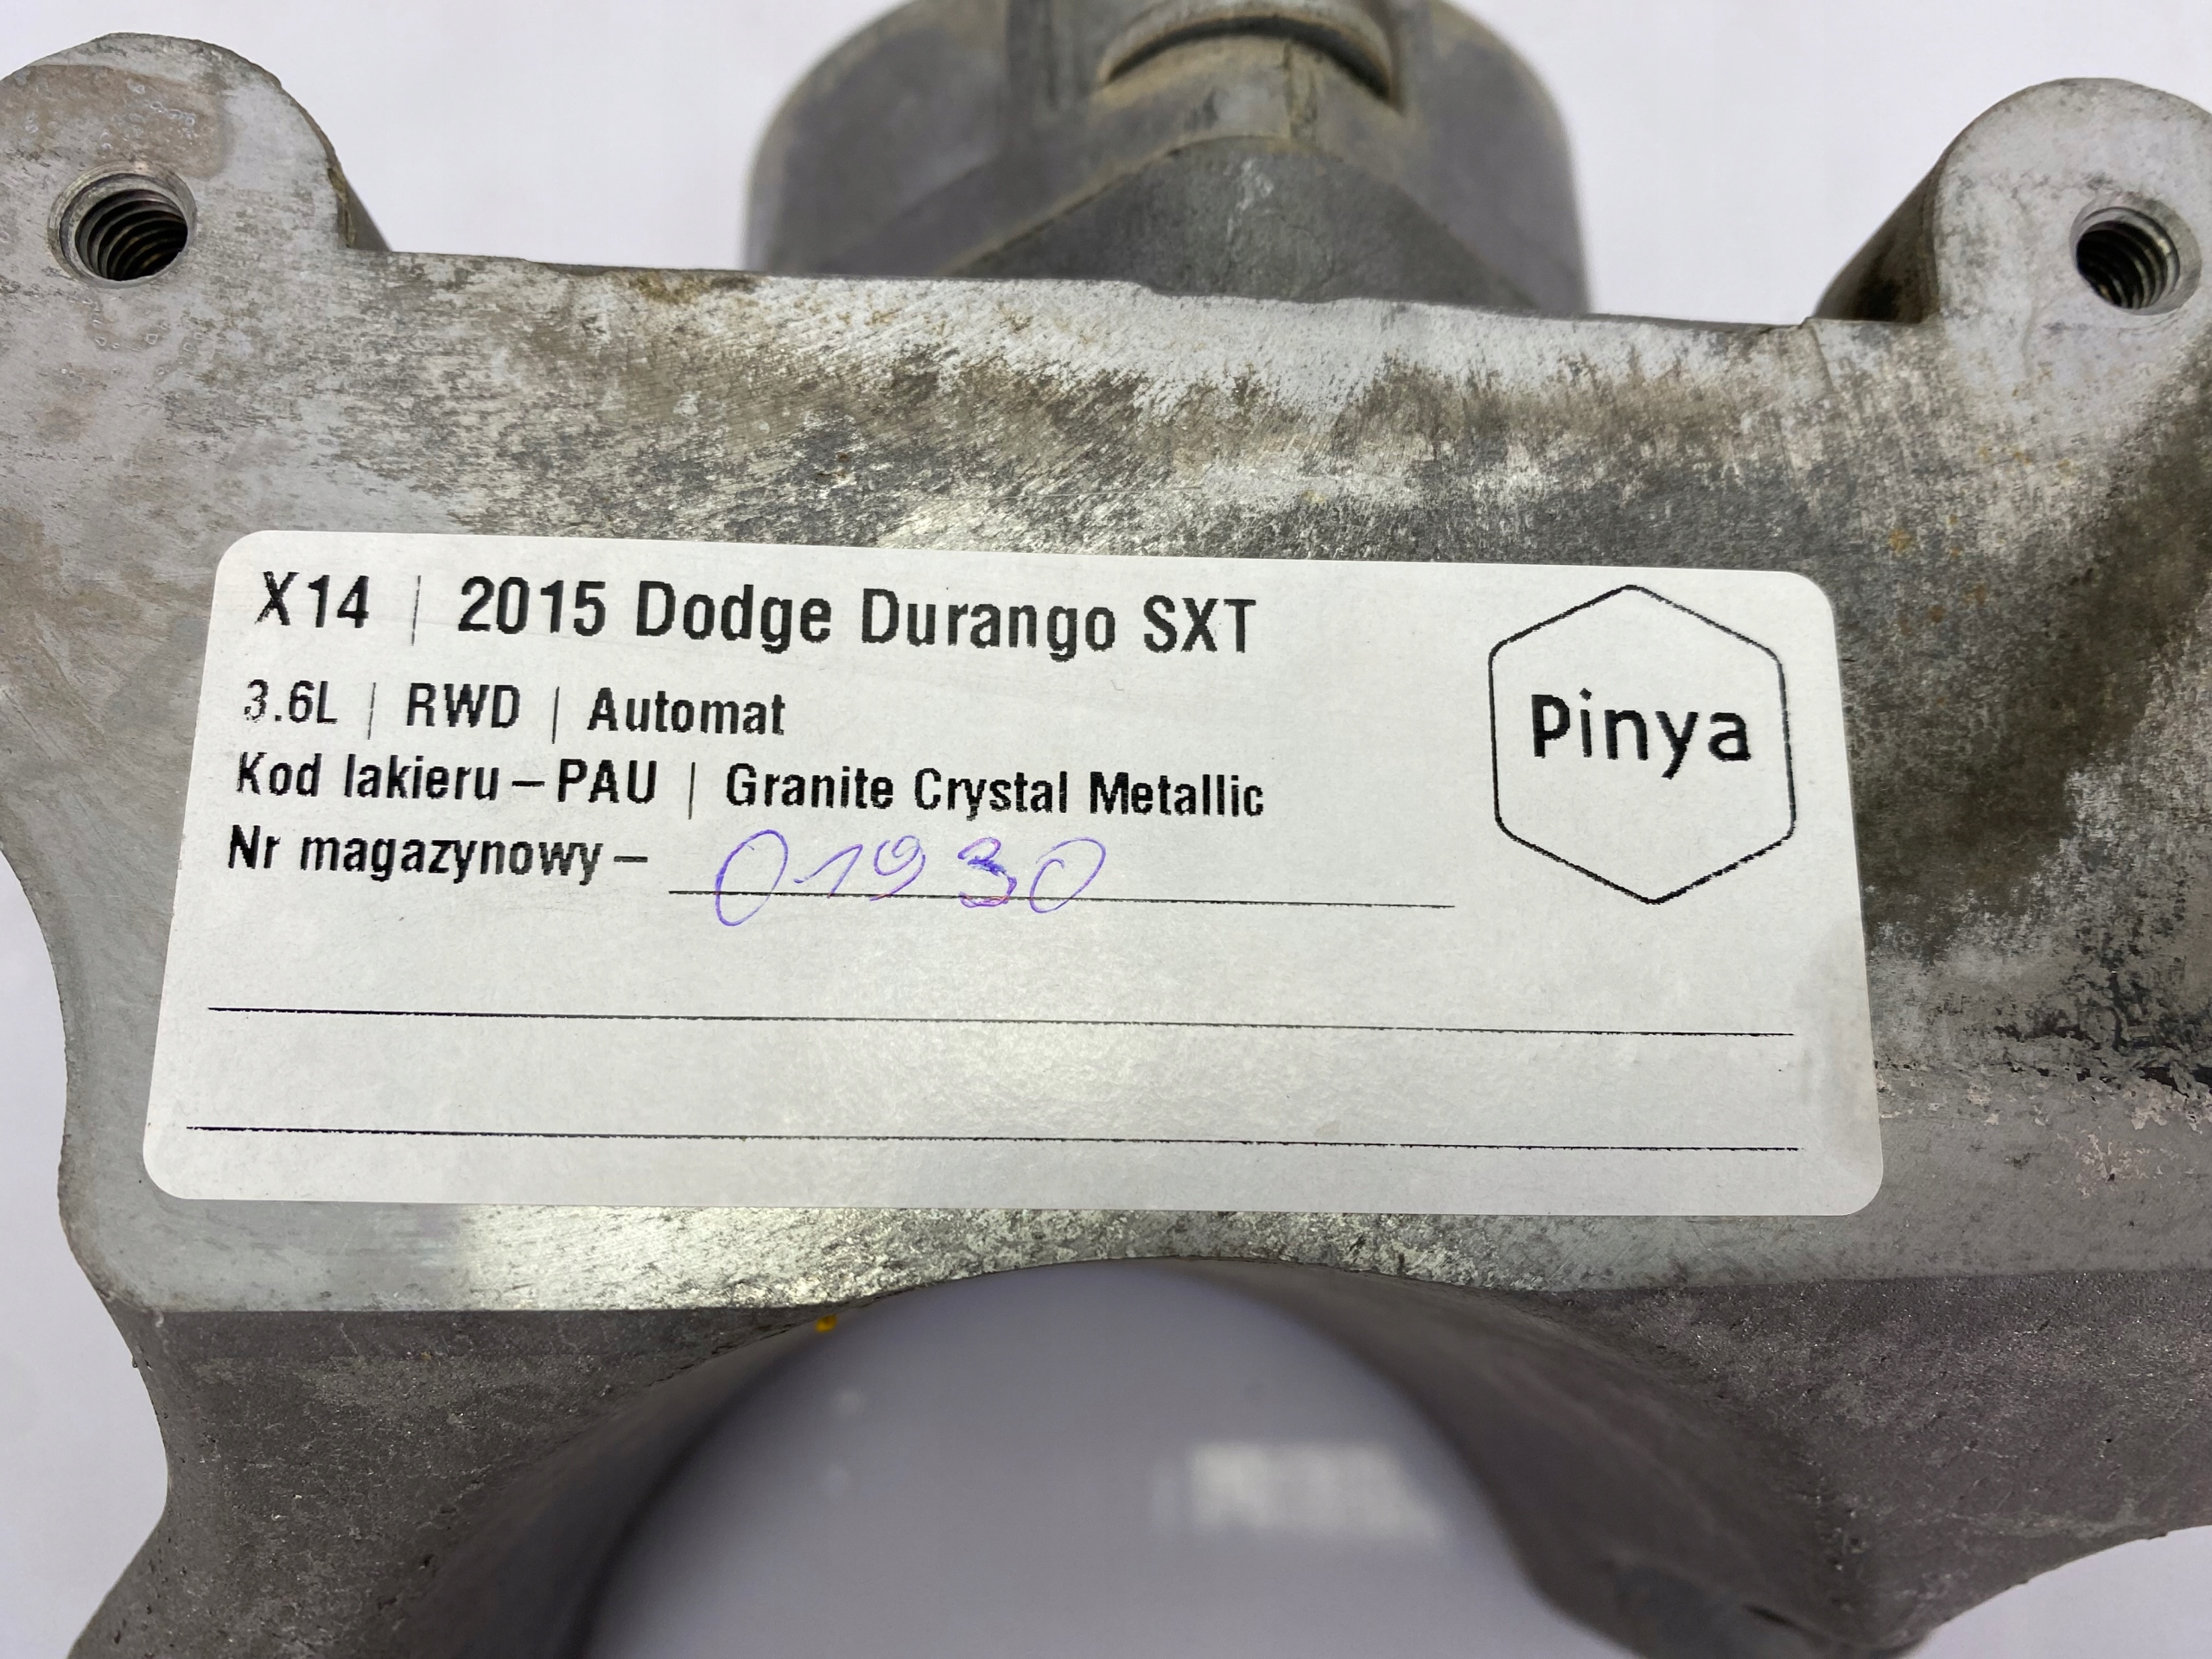 X14 | 2015 Dodge Durango SXT
3.6L | RWD | Automat
Kod lakieru – PAU | Granite Crystal Metallic
Nr magazynowy – 01930
Pinya